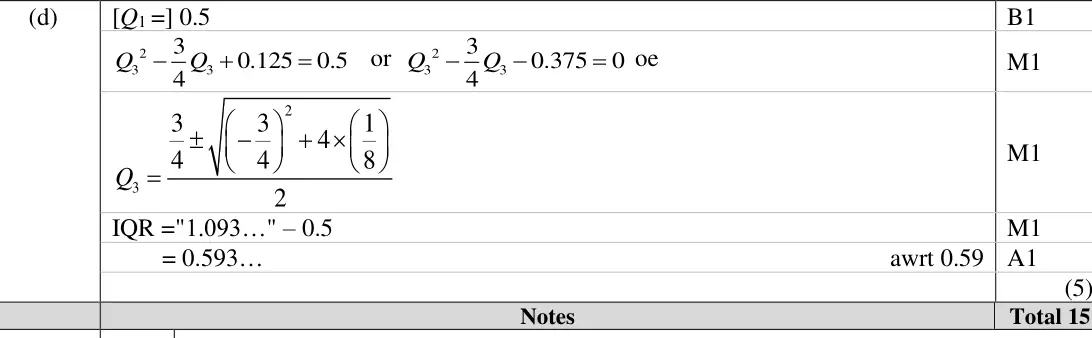 (d) [Q₁ =] 0.5 B1
Q₃² − 3/4 Q₃ + 0.125 = 0.5 or Q₃² − 3/4 Q₃ − 0.375 = 0 oe M1
Q₃ = (3/4 ± √((−3/4)² + 4 × (1/8))) / 2 M1
IQR ="1.093…" – 0.5 M1
= 0.593… awrt 0.59 A1
(5)
Notes Total 15